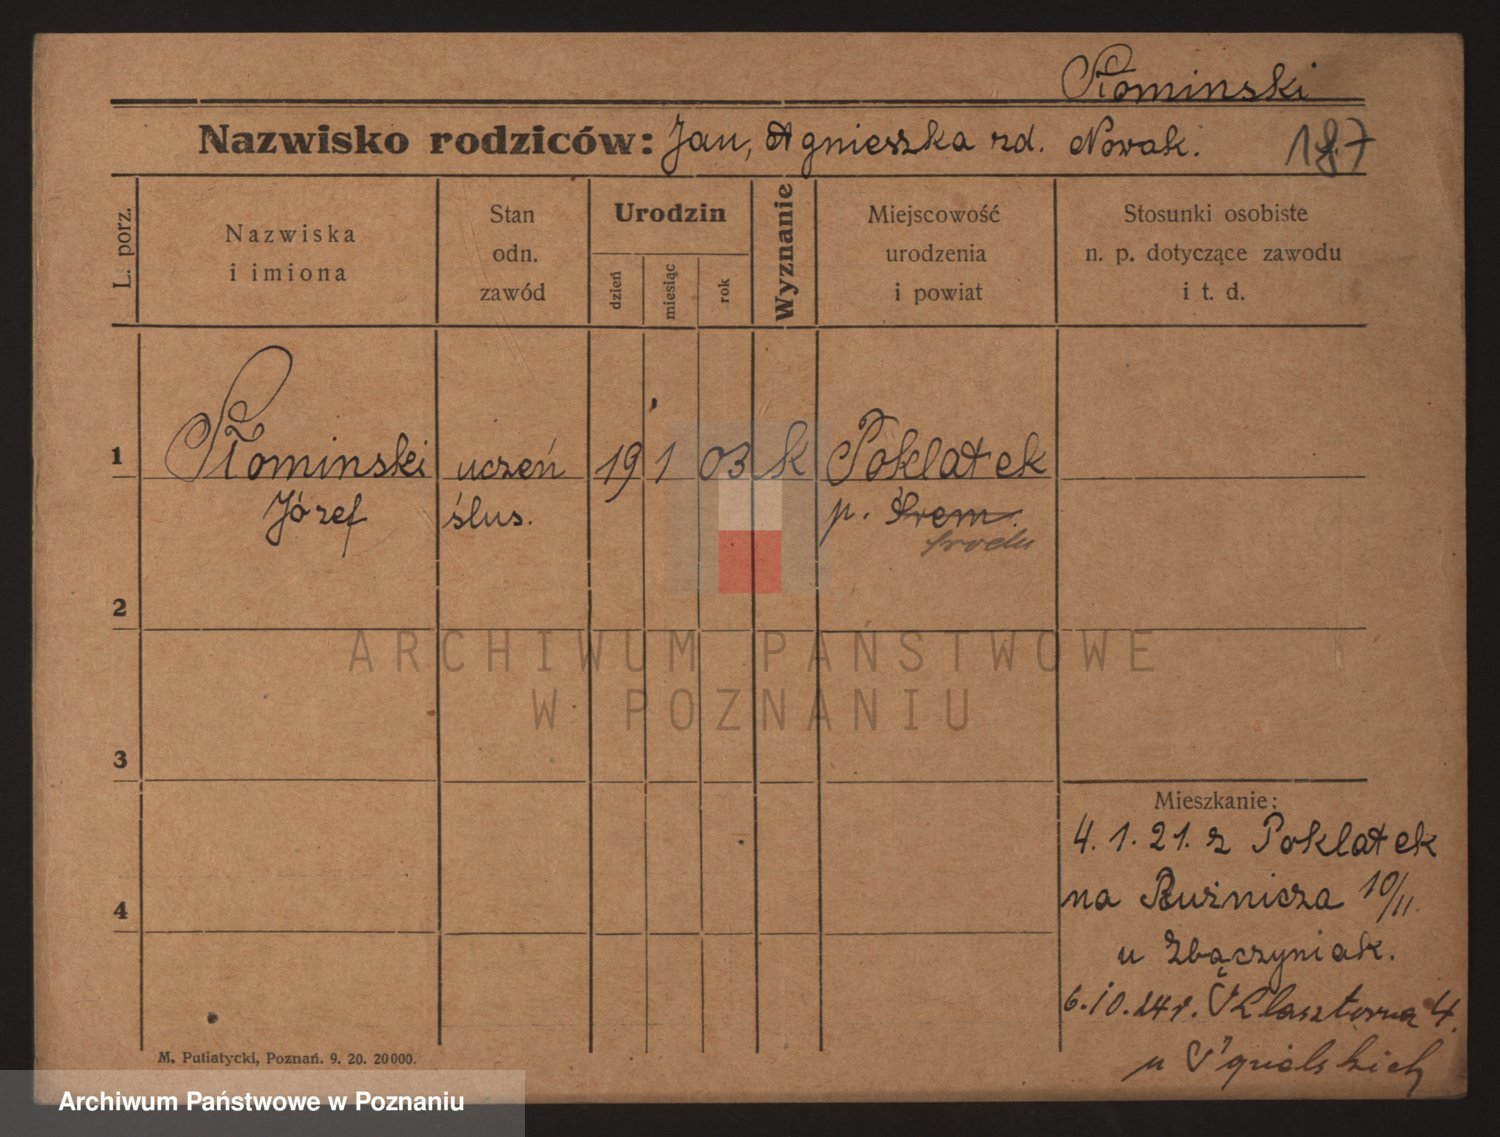 Słominski
Nazwisko rodziców: Jan, Agnieszka rd. Nowak.
187
L. porz.
Nazwiska
i imiona
Stan
odn.
zawód
Urodzin
dzień
miesiąc
rok
Wyznanie
Miejscowość
urodzenia
i powiat
Stosunki osobiste
n. p. dotyczące zawodu
i t. d.
1 Słominski uczeń 19 1 03 k Poklatek
Józef ślus. p. Śrem.
Środa
2
3
4
Mieszkanie:
4. 1. 21. z Poklatek
na Bużnicza 10/11
u Zbączyniak.
6.10.24r. Klasztorna 4.
u
M. Putiatycki, Poznań. 9. 20. 20000.
ARCHIWUM PAŃSTWOWE
W POZNANIU
Archiwum Państwowe w Poznaniu